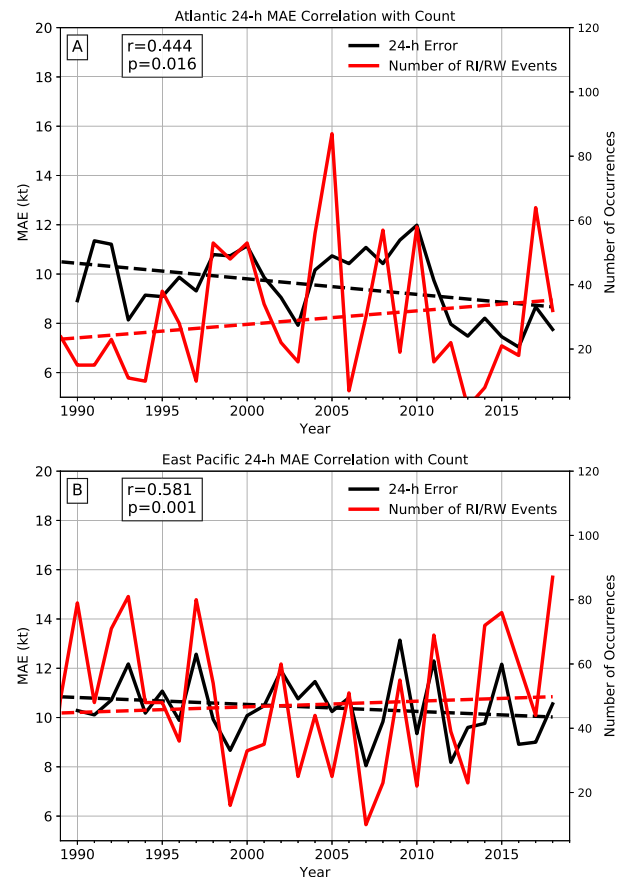 Atlantic 24-h MAE Correlation with Count
A
r=0.444
p=0.016
24-h Error
Number of RI/RW Events
20
18
16
14
12
10
8
6
MAE (kt)
120
100
80
60
40
20
Number of Occurrences
1990 1995 2000 2005 2010 2015
Year
East Pacific 24-h MAE Correlation with Count
B
r=0.581
p=0.001
24-h Error
Number of RI/RW Events
20
18
16
14
12
10
8
6
MAE (kt)
120
100
80
60
40
20
Number of Occurrences
1990 1995 2000 2005 2010 2015
Year